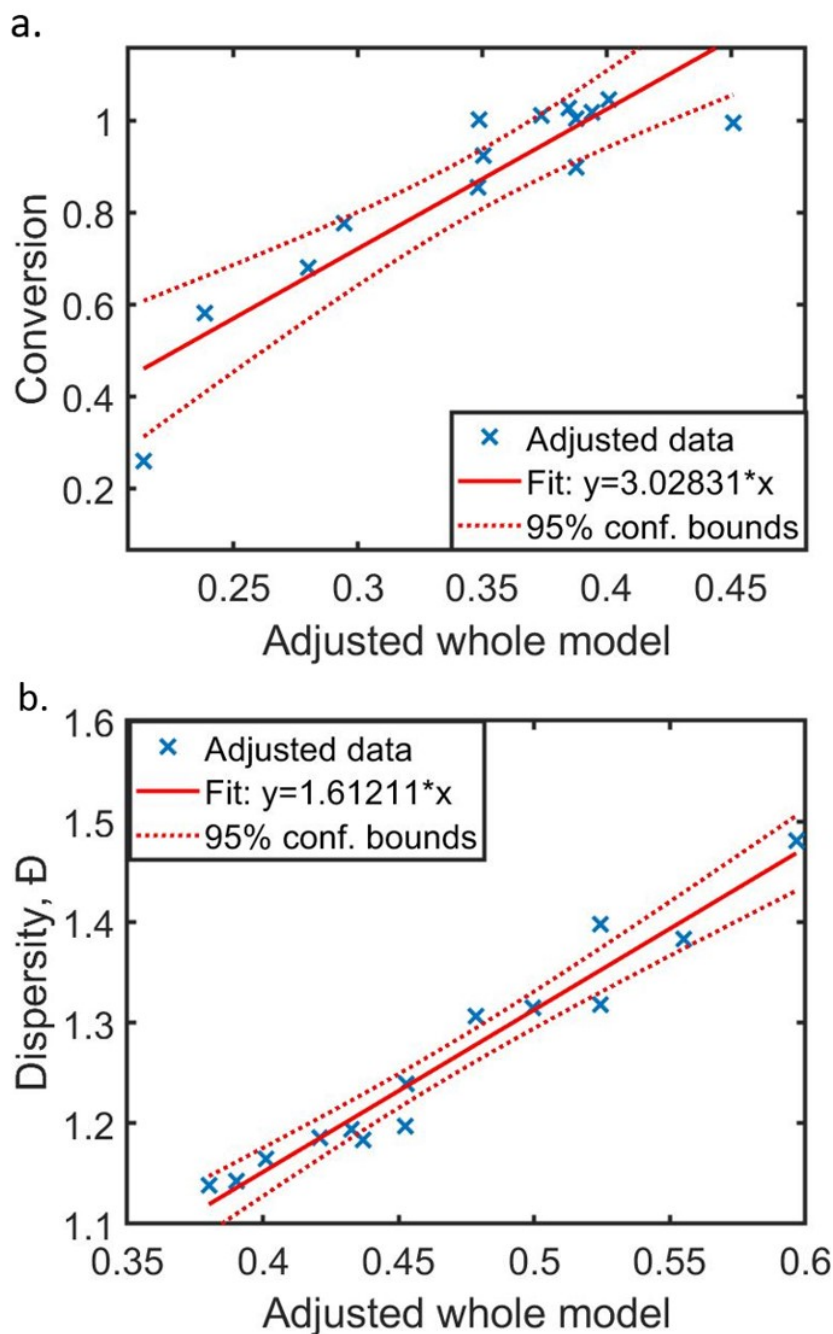 a.
Conversion
1
0.8
0.6
0.4
0.2
Adjusted data
Fit: y=3.02831*x
95% conf. bounds
0.25 0.3 0.35 0.4 0.45
Adjusted whole model
b.
Dispersity, Đ
1.6
1.5
1.4
1.3
1.2
1.1
Adjusted data
Fit: y=1.61211*x
95% conf. bounds
0.35 0.4 0.45 0.5 0.55 0.6
Adjusted whole model